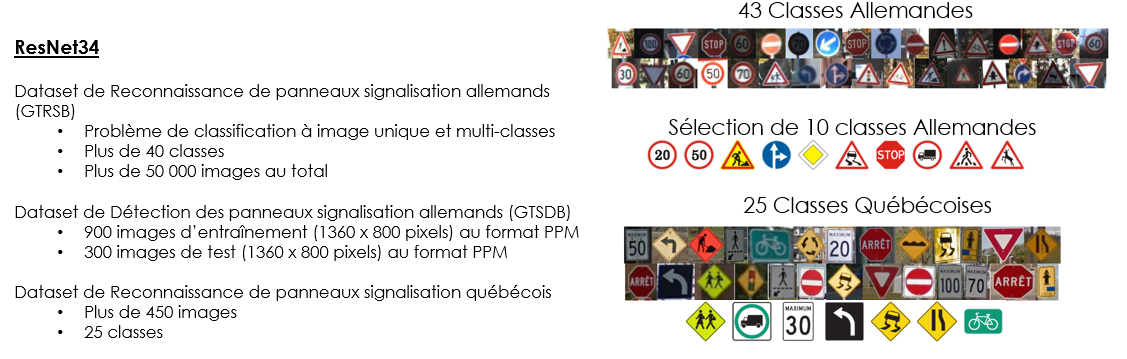 ResNet34
Dataset de Reconnaissance de panneaux signalisation allemands
(GTRSB)
• Problème de classification à image unique et multi-classes
• Plus de 40 classes
• Plus de 50 000 images au total
Dataset de Détection des panneaux signalisation allemands (GTSDB)
• 900 images d'entraînement (1360 x 800 pixels) au format PPM
• 300 images de test (1360 x 800 pixels) au format PPM
Dataset de Reconnaissance de panneaux signalisation québécois
• Plus de 450 images
• 25 classes
43 Classes Allemandes
100 STOP 60 STOP STOP 60
30 60 50 70
Sélection de 10 classes Allemandes
20 50 STOP
25 Classes Québécoises
MAXIMUM 50 MAXIMUM 20 ARRÊT
ARRÊT MAXIMUM 100 MAXIMUM 70 ARRÊT
MAXIMUM 30